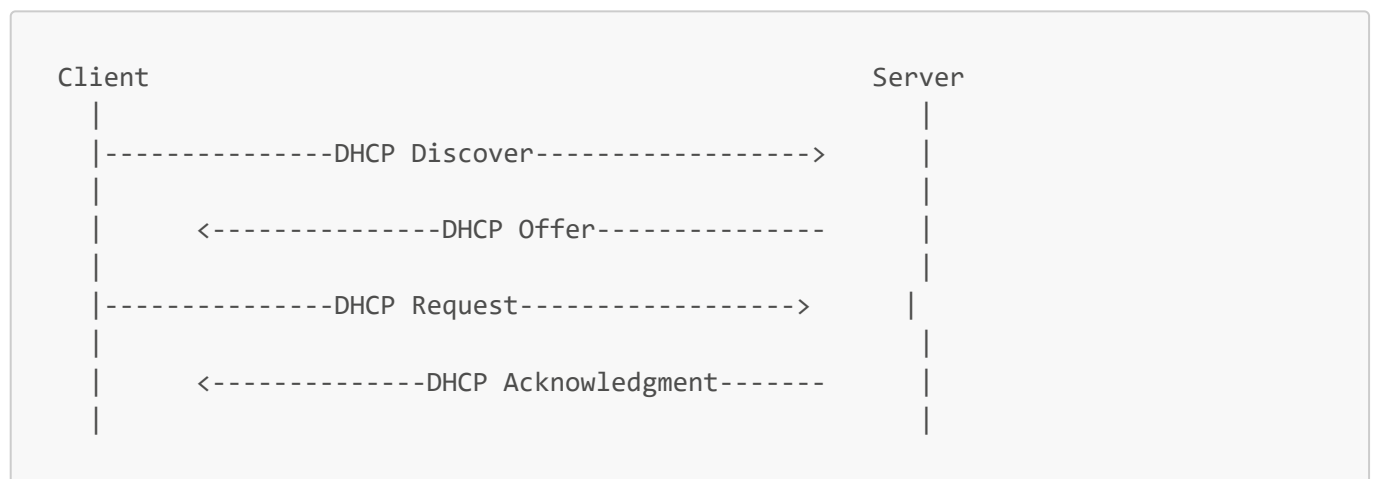 Client                                               Server
  |                                                      |
  |---------------DHCP Discover------------------>       |
  |                                                      |
  |      <---------------DHCP Offer---------------       |
  |                                                      |
  |---------------DHCP Request------------------>       |
  |                                                      |
  |      <--------------DHCP Acknowledgment-------       |
  |                                                      |